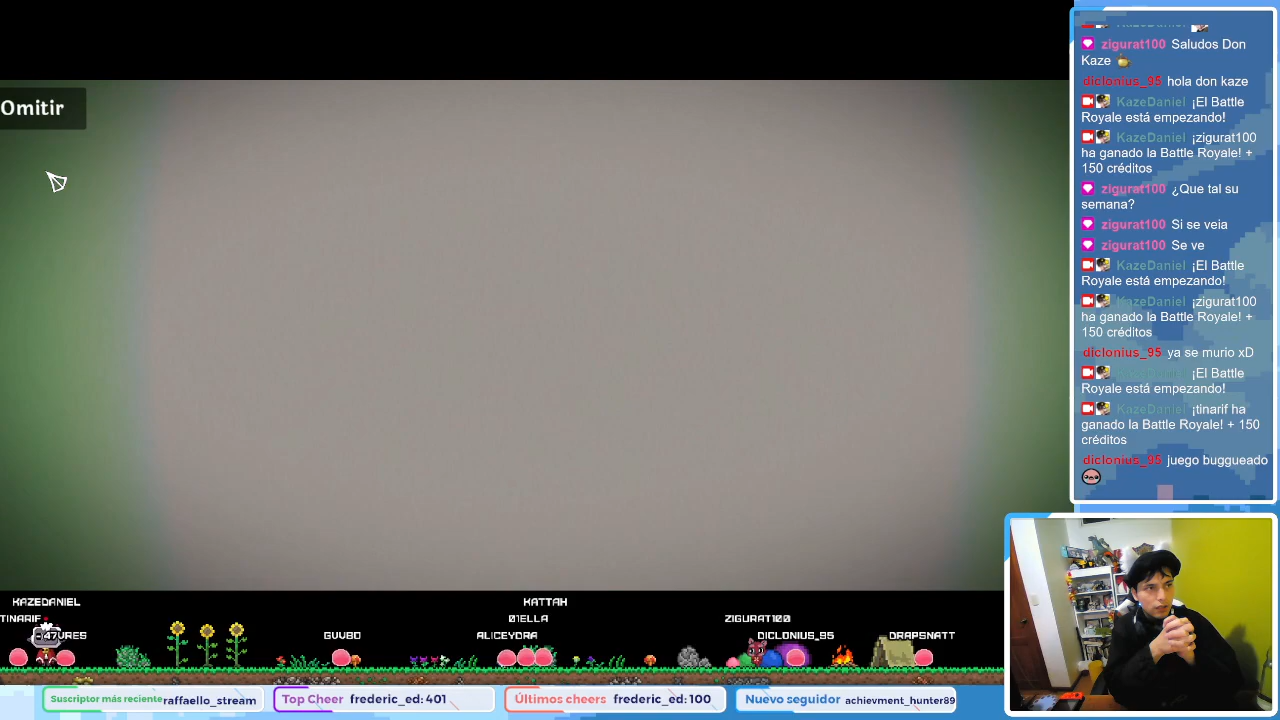 Omitir
zigurat100 Saludos Don
Kaze
diclonius_95 hola don kaze
KazeDaniel ¡El Battle
Royale está empezando!
KazeDaniel ¡zigurat100
ha ganado la Battle Royale! +
150 créditos
zigurat100 ¿Que tal su
semana?
zigurat100 Si se veia
zigurat100 Se ve
KazeDaniel ¡El Battle
Royale está empezando!
KazeDaniel ¡zigurat100
ha ganado la Battle Royale! +
150 créditos
diclonius_95 ya se murio xD
KazeDaniel ¡El Battle
Royale está empezando!
KazeDaniel ¡tinarif ha
ganado la Battle Royale! + 150
créditos
diclonius_95 juego buggueado
KAZEDANIEL
KATTAH
TINARIF
01ELLA
ZIGURAT100
47VRES
GUVBD
ALICEYDRA
DICLONIUS_95
DRAPSNATT
Suscriptor más reciente raffaello_stream
Top Cheer frederic_ed: 401
Últimos cheers frederic_ed: 100
Nuevo seguidor achievment_hunter89